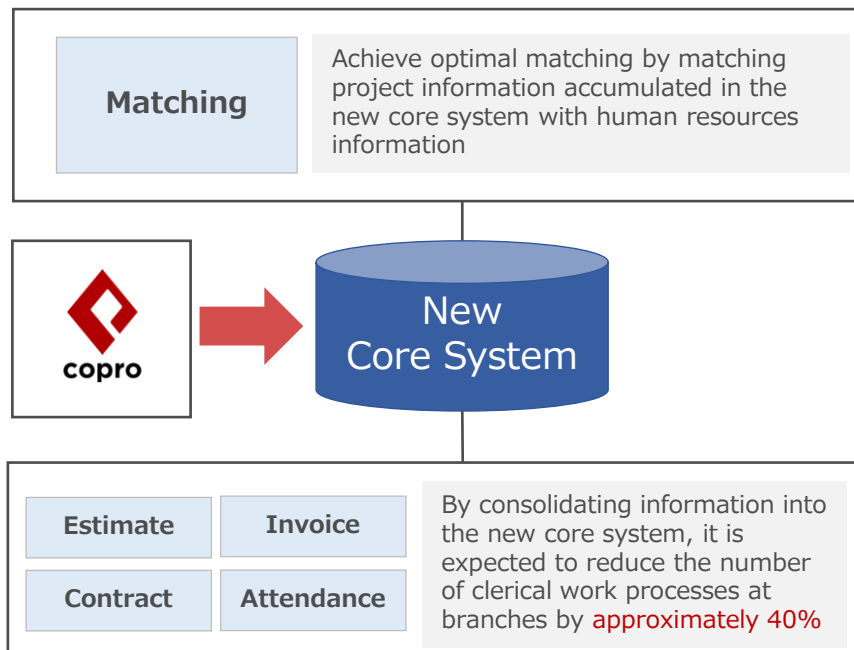 Matching
Achieve optimal matching by matching
project information accumulated in the
new core system with human resources
information
copro
New
Core System
Estimate
Invoice
Contract
Attendance
By consolidating information into
the new core system, it is
expected to reduce the number
of clerical work processes at
branches by approximately 40%